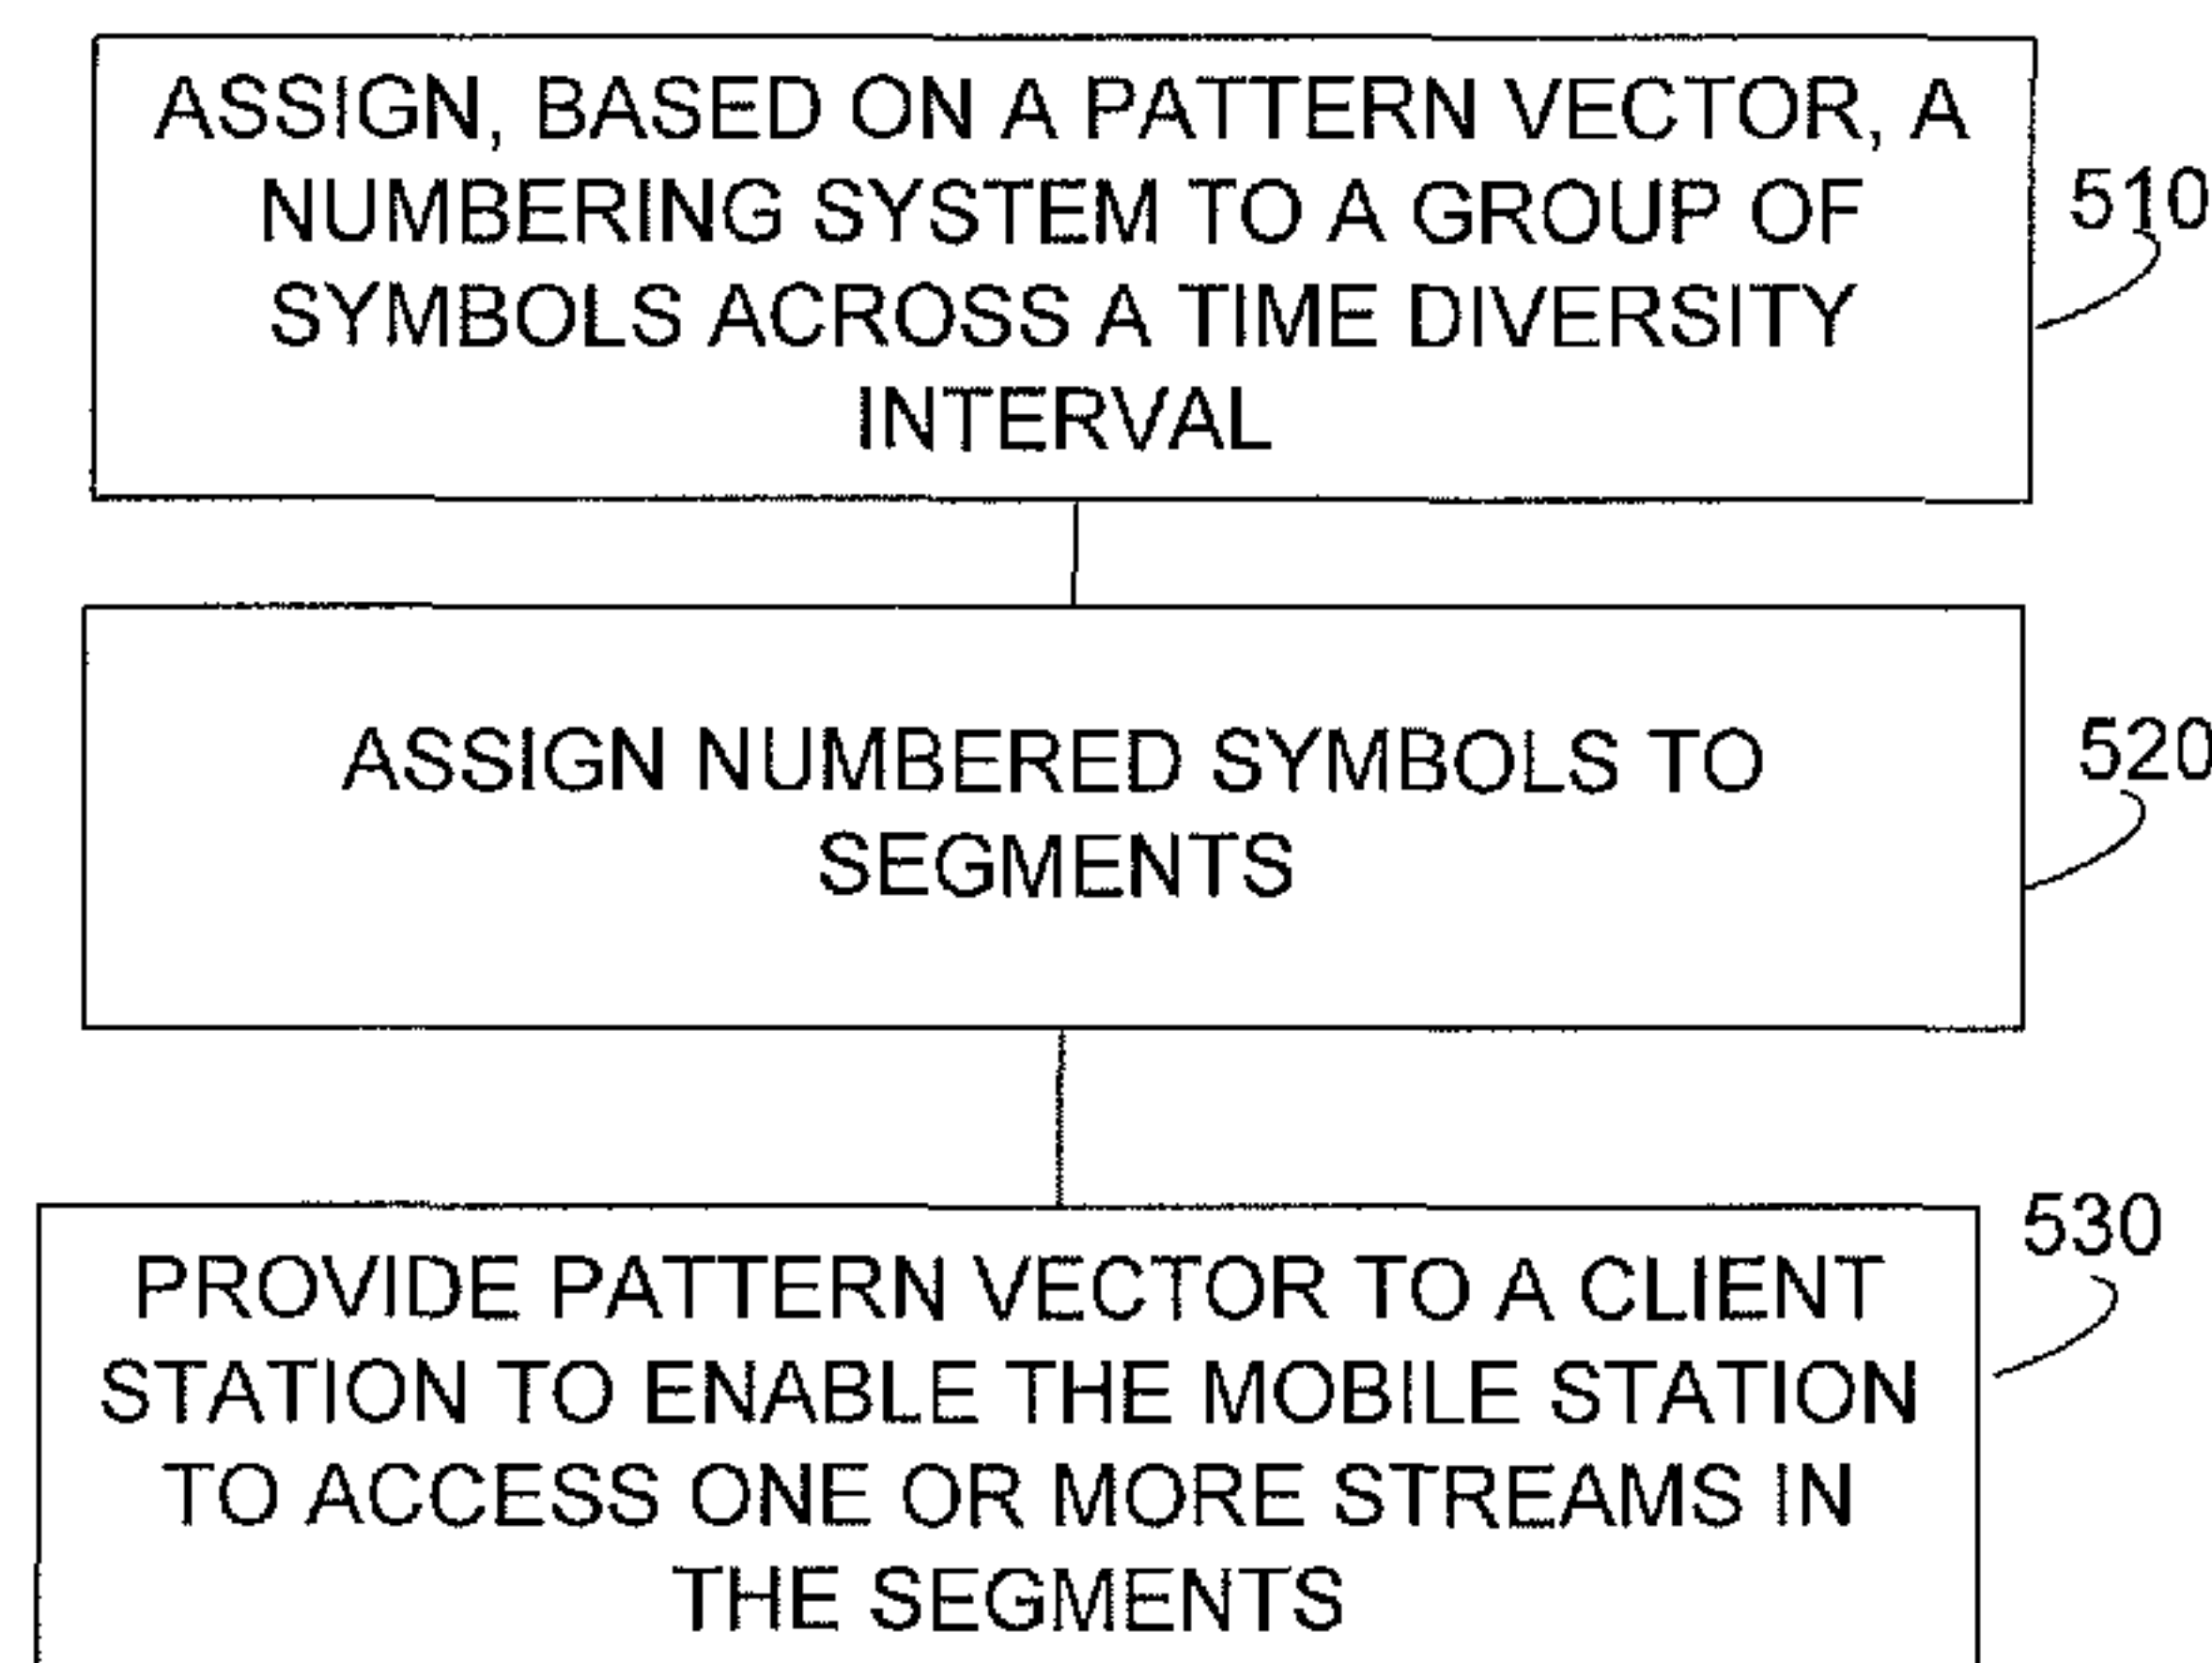 ASSIGN, BASED ON A PATTERN VECTOR, A
NUMBERING SYSTEM TO A GROUP OF
SYMBOLS ACROSS A TIME DIVERSITY
INTERVAL
510
ASSIGN NUMBERED SYMBOLS TO
SEGMENTS
520
PROVIDE PATTERN VECTOR TO A CLIENT
STATION TO ENABLE THE MOBILE STATION
TO ACCESS ONE OR MORE STREAMS IN
THE SEGMENTS
530